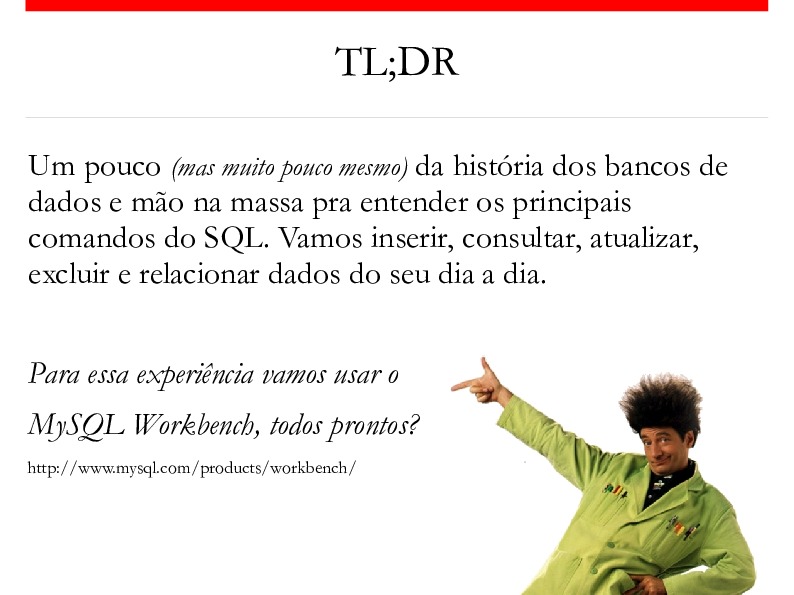 TL;DR
Um pouco (mas muito pouco mesmo) da história dos bancos de
dados e mão na massa pra entender os principais
comandos do SQL. Vamos inserir, consultar, atualizar,
excluir e relacionar dados do seu dia a dia.
Para essa experiência vamos usar o
MySQL Workbench, todos prontos?
http://www.mysql.com/products/workbench/